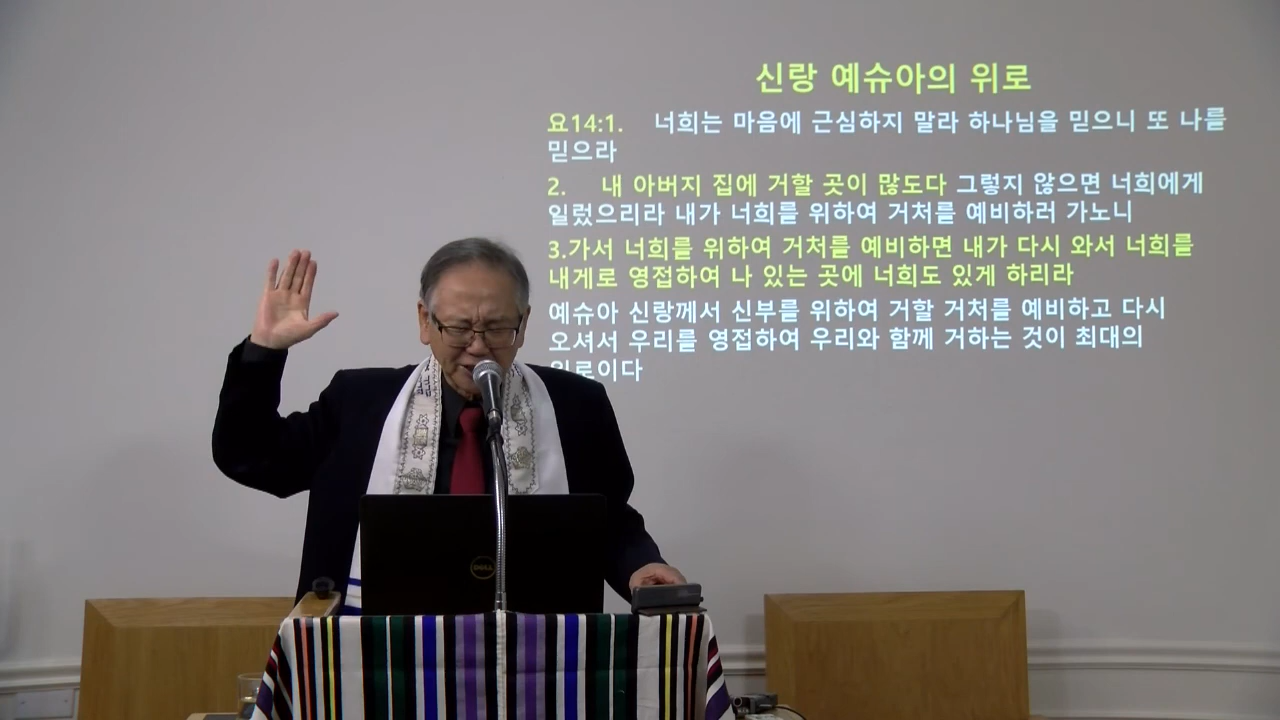 신랑 예슈아의 위로
요14:1. 너희는 마음에 근심하지 말라 하나님을 믿으니 또 나를
믿으라
2. 내 아버지 집에 거할 곳이 많도다 그렇지 않으면 너희에게
일렀으리라 내가 너희를 위하여 거처를 예비하러 가노니
3.가서 너희를 위하여 거처를 예비하면 내가 다시 와서 너희를
내게로 영접하여 나 있는 곳에 너희도 있게 하리라
예슈아 신랑께서 신부를 위하여 거할 거처를 예비하고 다시
오셔서 우리를 영접하여 우리와 함께 거하는 것이 최대의
위로이다
DELL